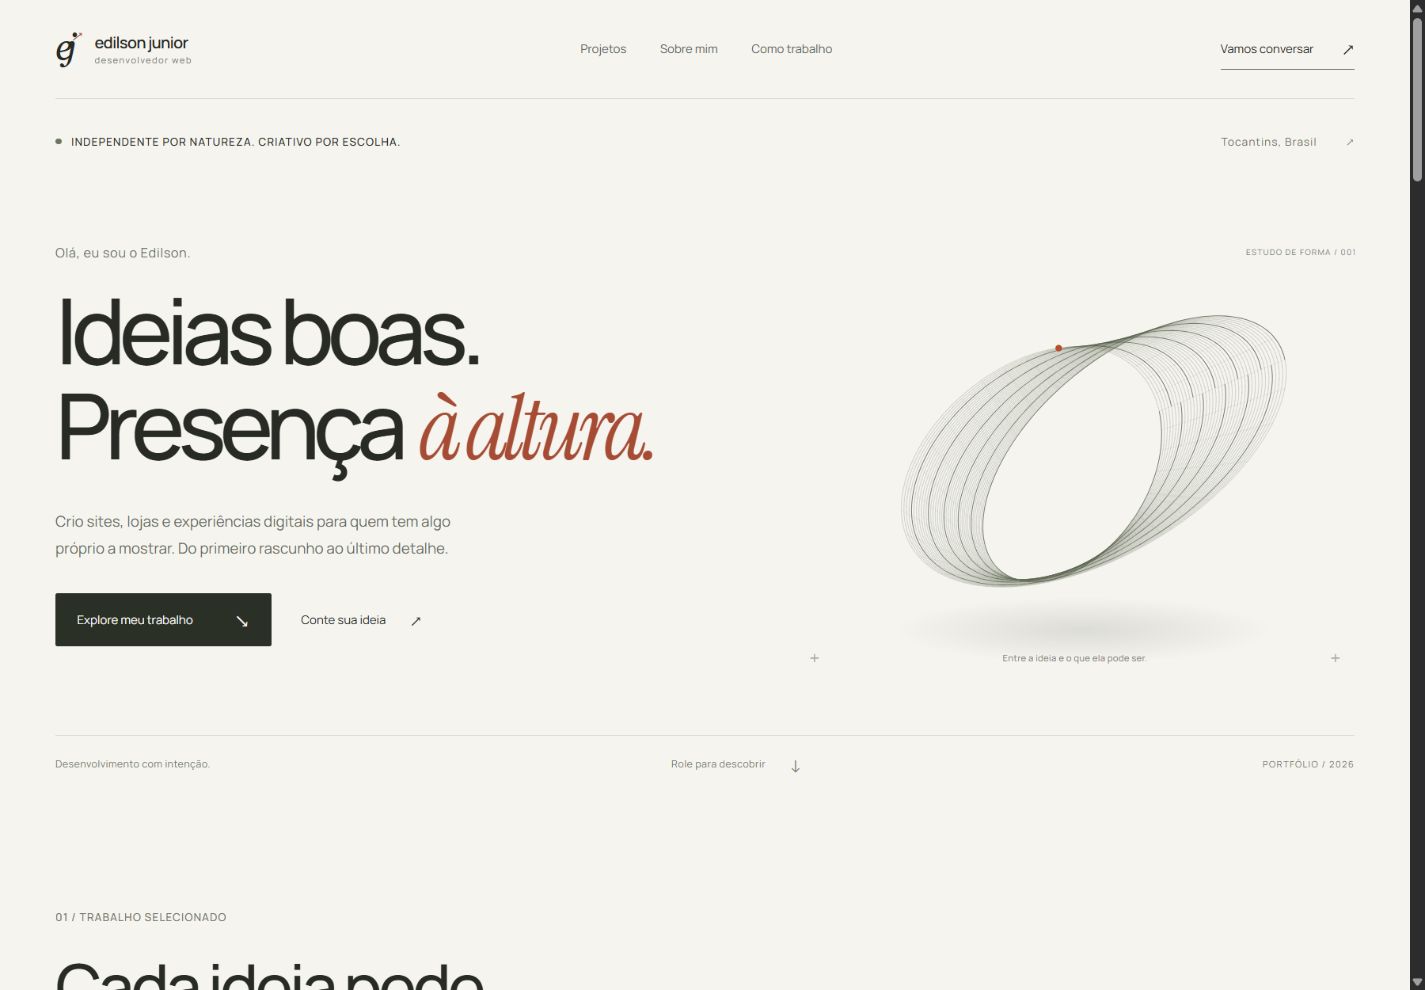 edilson junior
desenvolvedor web
Projetos
Sobre mim
Como trabalho
Vamos conversar ↗
INDEPENDENTE POR NATUREZA. CRIATIVO POR ESCOLHA.
Tocantins, Brasil ↗
Olá, eu sou o Edilson.
ESTUDO DE FORMA / 001
Ideias boas.
Presença à altura.
Crio sites, lojas e experiências digitais para quem tem algo
próprio a mostrar. Do primeiro rascunho ao último detalhe.
Explore meu trabalho ↘
Conte sua ideia ↗
+ Entre a ideia e o que ela pode ser. +
Desenvolvimento com intenção.
Role para descobrir ↓
PORTFÓLIO / 2026
01 / TRABALHO SELECIONADO
Cada ideia pode